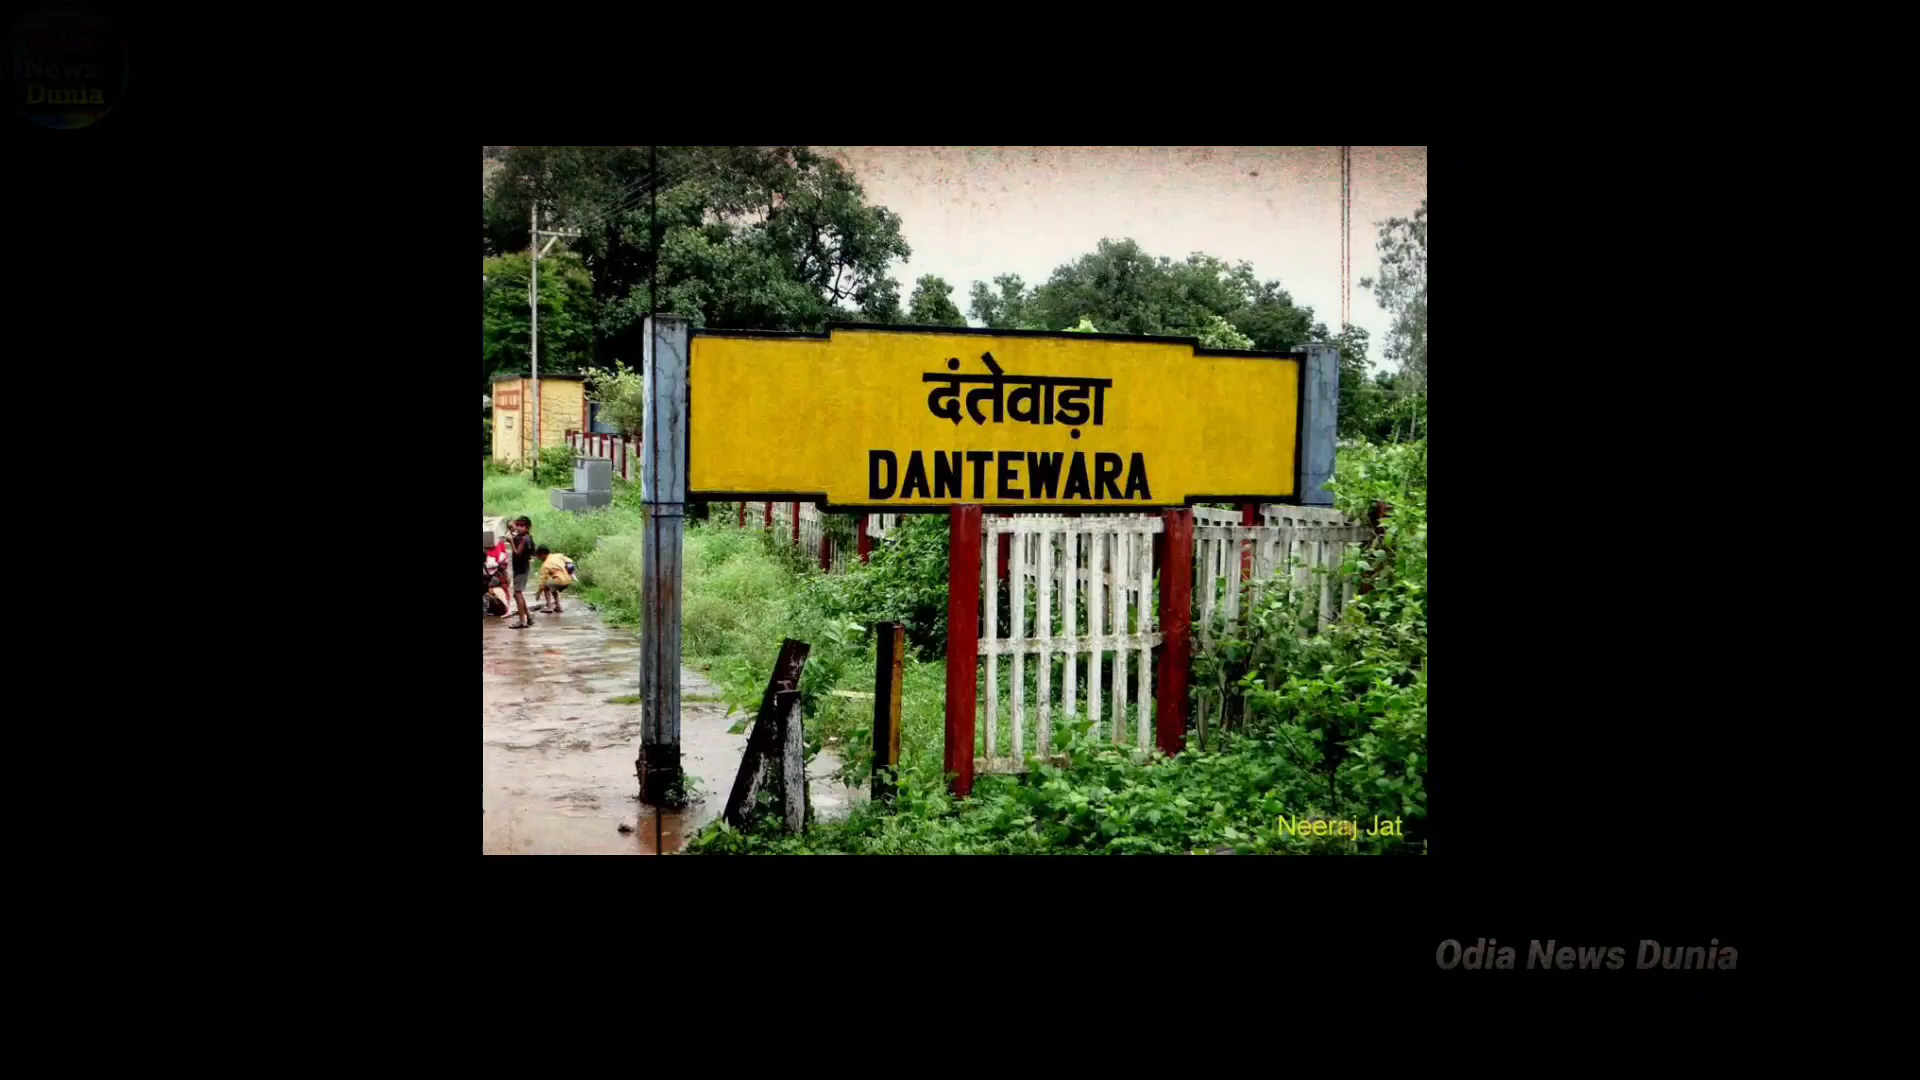 News
Dunia
दंतेवाड़ा
DANTEWARA
Neeraj Jat
Odia News Dunia